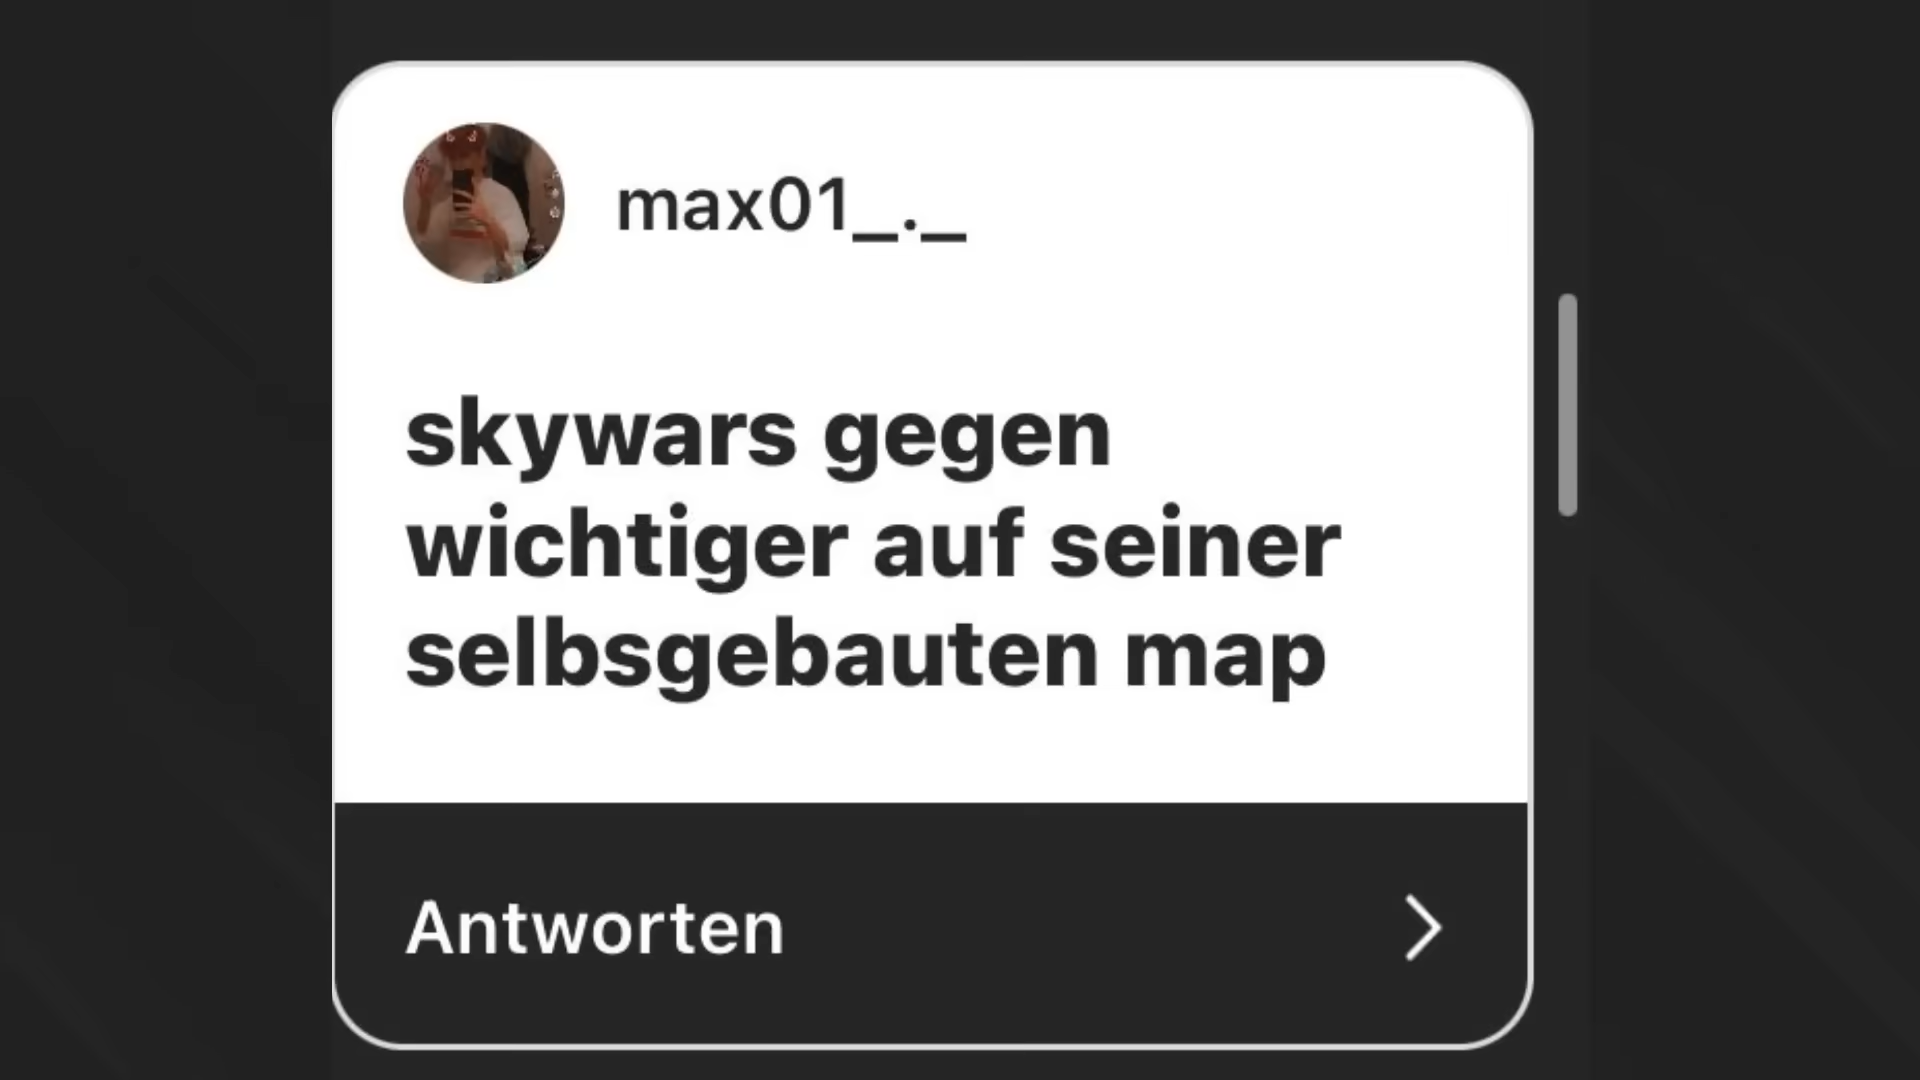 max01_._
skywars gegen
wichtiger auf seiner
selbsgebauten map
Antworten